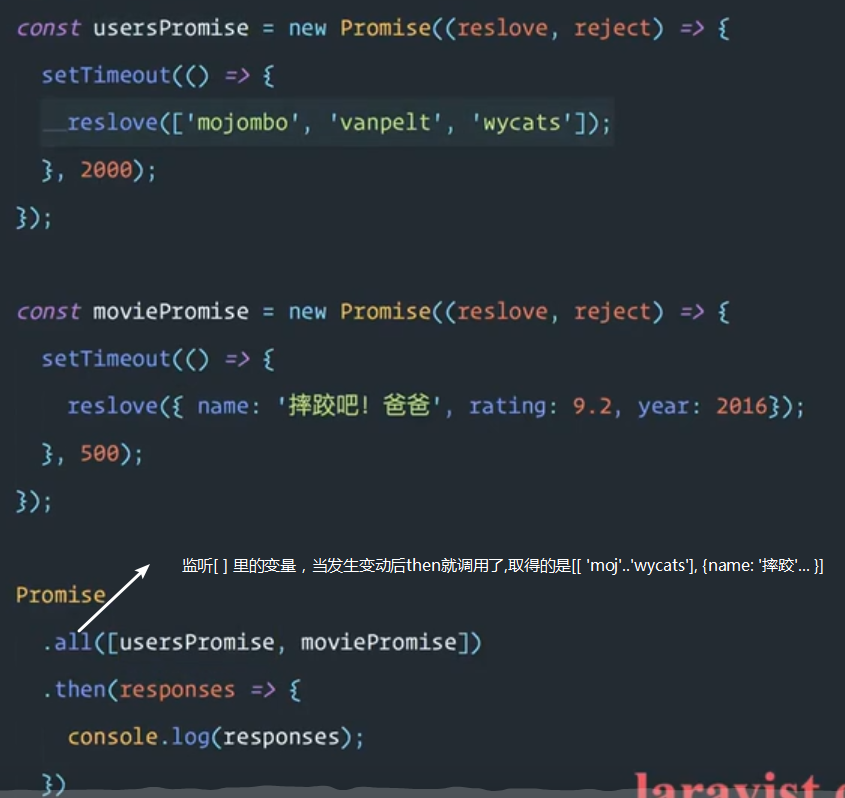 const usersPromise = new Promise((reslove, reject) => {
  setTimeout(() => {
    reslove(['mojombo', 'vanpelt', 'wycats']);
  }, 2000);
});
const moviePromise = new Promise((reslove, reject) => {
  setTimeout(() => {
    reslove({ name: '摔跤吧！爸爸', rating: 9.2, year: 2016});
  }, 500);
});
监听[ ] 里的变量，当发生变动后then就调用了,取得的是[[ 'moj'..'wycats'], {name: '摔跤'... }]
Promise
  .all([usersPromise, moviePromise])
  .then(responses => {
    console.log(responses);
  })